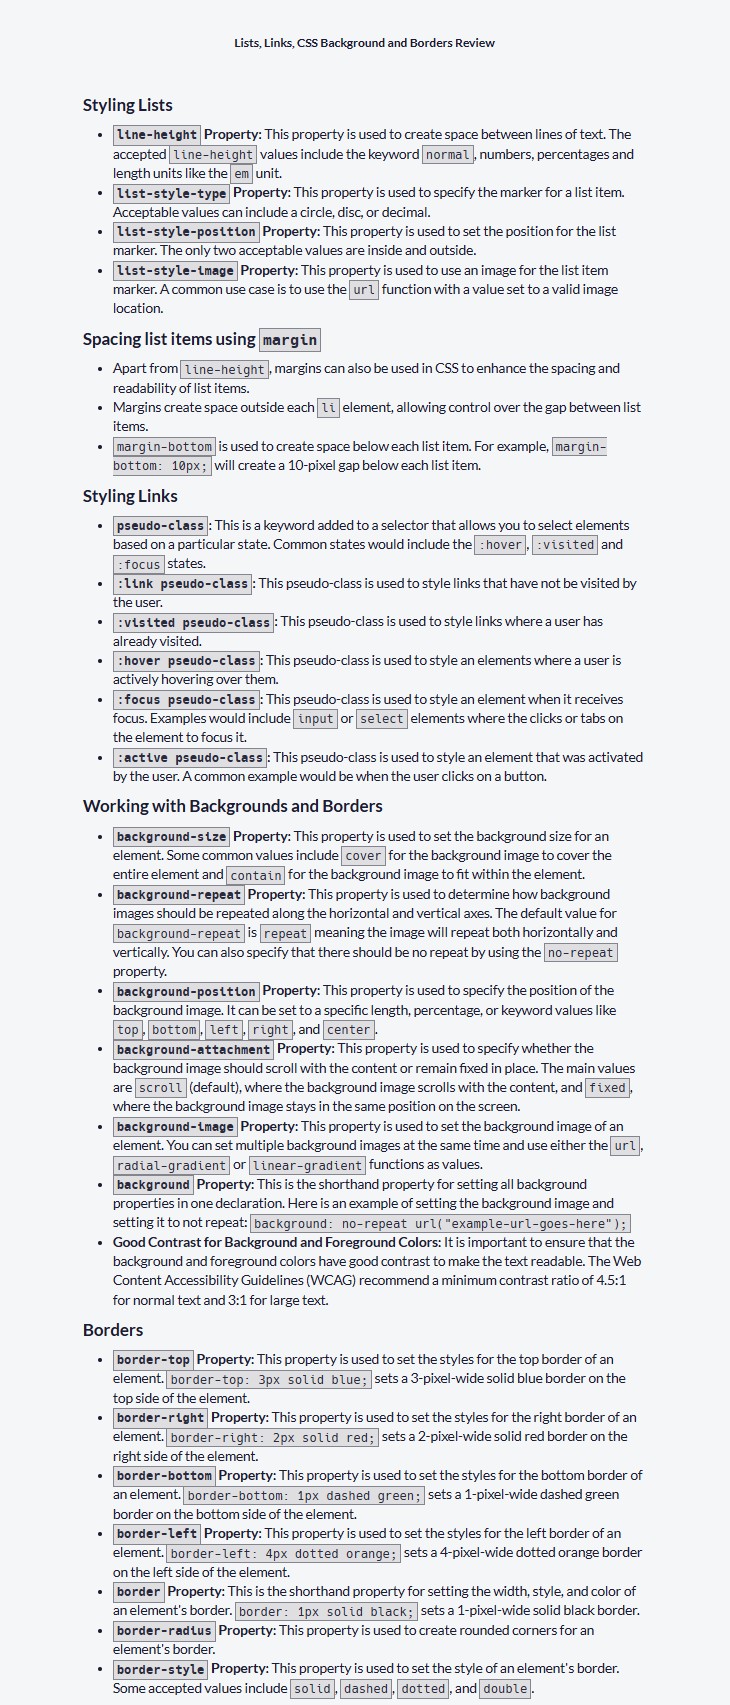 Lists, Links, CSS Background and Borders Review
Styling Lists
• line-height Property: This property is used to create space between lines of text. The
accepted line-height values include the keyword normal, numbers, percentages and
length units like the em unit.
• list-style-type Property: This property is used to specify the marker for a list item.
Acceptable values can include a circle, disc, or decimal.
• list-style-position Property: This property is used to set the position for the list
marker. The only two acceptable values are inside and outside.
• list-style-image Property: This property is used to use an image for the list item
marker. A common use case is to use the url function with a value set to a valid image
location.
Spacing list items using margin
• Apart from line-height, margins can also be used in CSS to enhance the spacing and
readability of list items.
• Margins create space outside each li element, allowing control over the gap between list
items.
• margin-bottom is used to create space below each list item. For example, margin-
bottom: 10px; will create a 10-pixel gap below each list item.
Styling Links
• pseudo-class: This is a keyword added to a selector that allows you to select elements
based on a particular state. Common states would include the :hover, :visited and
:focus states.
• :link pseudo-class: This pseudo-class is used to style links that have not be visited by
the user.
• :visited pseudo-class: This pseudo-class is used to style links where a user has
already visited.
• :hover pseudo-class: This pseudo-class is used to style an elements where a user is
actively hovering over them.
• :focus pseudo-class: This pseudo-class is used to style an element when it receives
focus. Examples would include input or select elements where the clicks or tabs on
the element to focus it.
• :active pseudo-class: This pseudo-class is used to style an element that was activated
by the user. A common example would be when the user clicks on a button.
Working with Backgrounds and Borders
• background-size Property: This property is used to set the background size for an
element. Some common values include cover for the background image to cover the
entire element and contain for the background image to fit within the element.
• background-repeat Property: This property is used to determine how background
images should be repeated along the horizontal and vertical axes. The default value for
background-repeat is repeat meaning the image will repeat both horizontally and
vertically. You can also specify that there should be no repeat by using the no-repeat
property.
• background-position Property: This property is used to specify the position of the
background image. It can be set to a specific length, percentage, or keyword values like
top, bottom, left, right, and center.
• background-attachment Property: This property is used to specify whether the
background image should scroll with the content or remain fixed in place. The main values
are scroll (default), where the background image scrolls with the content, and fixed,
where the background image stays in the same position on the screen.
• background-image Property: This property is used to set the background image of an
element. You can set multiple background images at the same time and use either the url,
radial-gradient or linear-gradient functions as values.
• background Property: This is the shorthand property for setting all background
properties in one declaration. Here is an example of setting the background image and
setting it to not repeat: background: no-repeat url("example-url-goes-here");
• Good Contrast for Background and Foreground Colors: It is important to ensure that the
background and foreground colors have good contrast to make the text readable. The Web
Content Accessibility Guidelines (WCAG) recommend a minimum contrast ratio of 4.5:1
for normal text and 3:1 for large text.
Borders
• border-top Property: This property is used to set the styles for the top border of an
element. border-top: 3px solid blue; sets a 3-pixel-wide solid blue border on the
top side of the element.
• border-right Property: This property is used to set the styles for the right border of an
element. border-right: 2px solid red; sets a 2-pixel-wide solid red border on the
right side of the element.
• border-bottom Property: This property is used to set the styles for the bottom border of
an element. border-bottom: 1px dashed green; sets a 1-pixel-wide dashed green
border on the bottom side of the element.
• border-left Property: This property is used to set the styles for the left border of an
element. border-left: 4px dotted orange; sets a 4-pixel-wide dotted orange border
on the left side of the element.
• border Property: This is the shorthand property for setting the width, style, and color of
an element's border. border: 1px solid black; sets a 1-pixel-wide solid black border.
• border-radius Property: This property is used to create rounded corners for an
element's border.
• border-style Property: This property is used to set the style of an element's border.
Some accepted values include solid, dashed, dotted, and double.